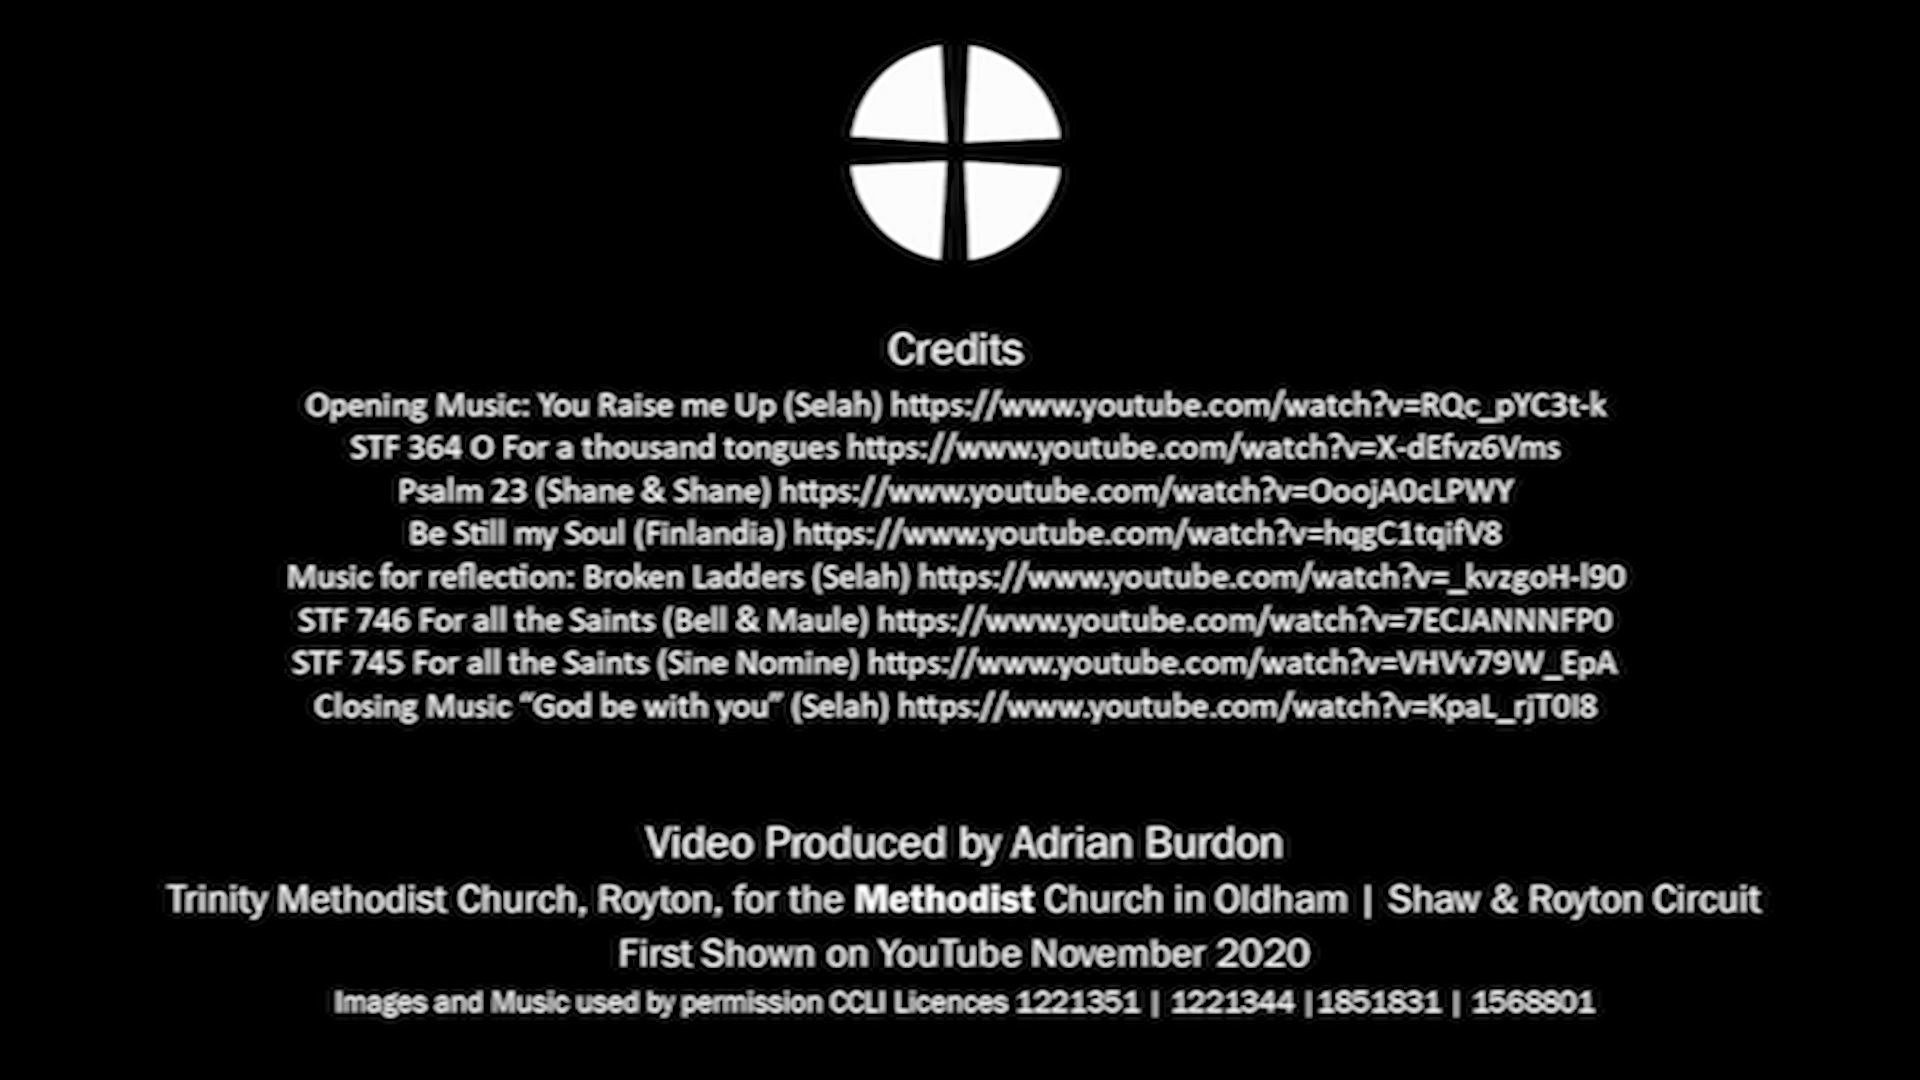 Credits
Opening Music: You Raise me Up (Selah) https://www.youtube.com/watch?v=RQc_pYC3t-k
STF 364 O For a thousand tongues https://www.youtube.com/watch?v=X-dEfvz6Vms
Psalm 23 (Shane & Shane) https://www.youtube.com/watch?v=OoojA0cLPWY
Be Still my Soul (Finlandia) https://www.youtube.com/watch?v=hqgC1tqifV8
Music for reflection: Broken Ladders (Selah) https://www.youtube.com/watch?v=_kvzgoH-l90
STF 746 For all the Saints (Bell & Maule) https://www.youtube.com/watch?v=7ECJANNNFP0
STF 745 For all the Saints (Sine Nomine) https://www.youtube.com/watch?v=VHVv79W_EpA
Closing Music “God be with you” (Selah) https://www.youtube.com/watch?v=KpaL_rjT0I8
Video Produced by Adrian Burdon
Trinity Methodist Church, Royton, for the Methodist Church in Oldham | Shaw & Royton Circuit
First Shown on YouTube November 2020
Images and Music used by permission CCLI Licences 1221351 | 1221344 |1851831 | 1568801